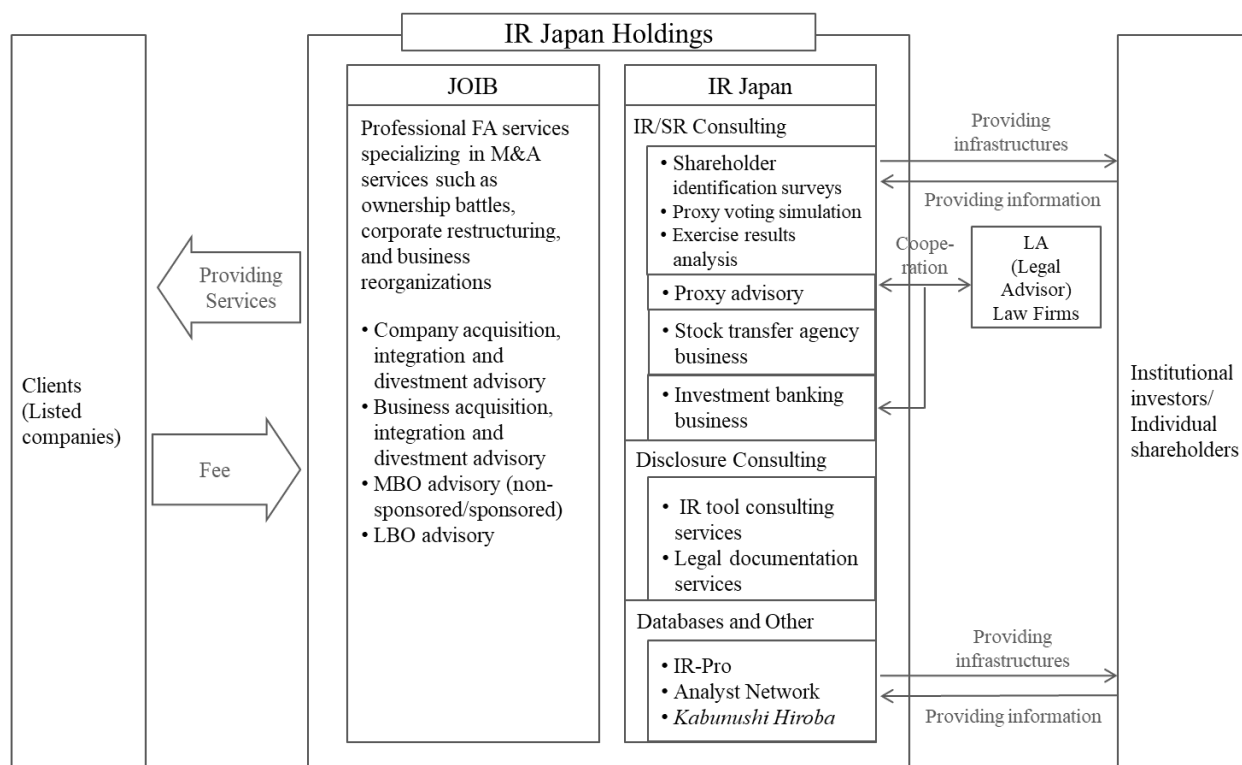 IR Japan Holdings
Clients
(Listed
companies)
Providing
Services
Fee
JOIB
Professional FA services
specializing in M&A
services such as
ownership battles,
corporate restructuring,
and business
reorganizations
• Company acquisition,
integration and
divestment advisory
• Business acquisition,
integration and
divestment advisory
• MBO advisory (non-
sponsored/sponsored)
• LBO advisory
IR Japan
IR/SR Consulting
• Shareholder
identification surveys
• Proxy voting simulation
• Exercise results
analysis
• Proxy advisory
• Stock transfer agency
business
• Investment banking
business
Disclosure Consulting
• IR tool consulting
services
• Legal documentation
services
Databases and Other
• IR-Pro
• Analyst Network
• Kabunushi Hiroba
Providing
infrastructures
Providing information
Coope-
ration
LA
(Legal
Advisor)
Law Firms
Providing
infrastructures
Providing information
Institutional
investors/
Individual
shareholders